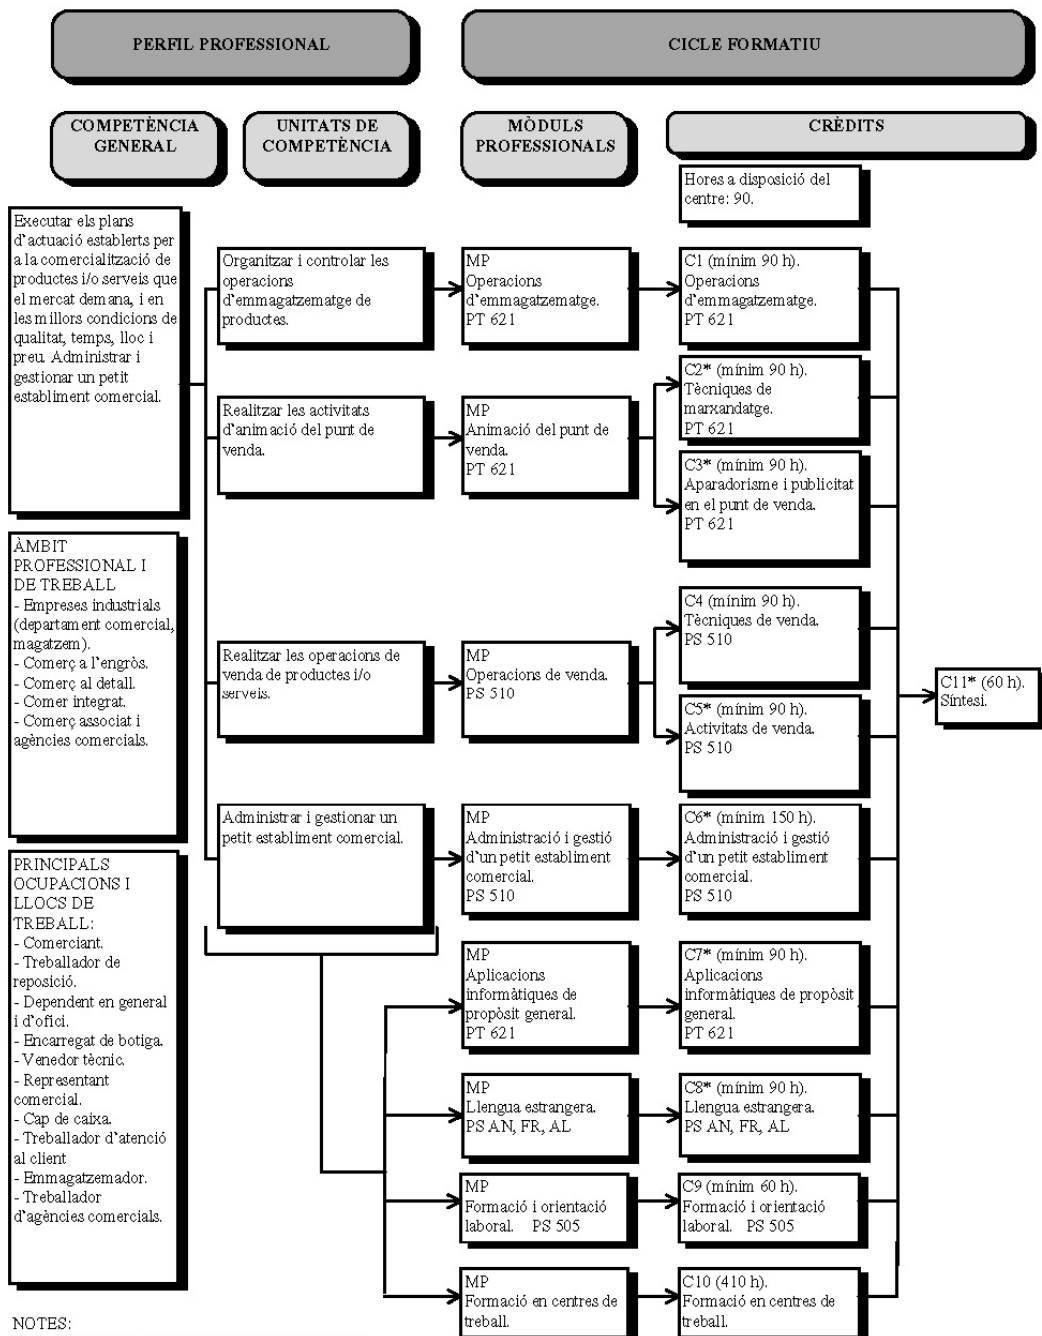 PERFIL PROFESSIONAL
CICLE FORMATIU
COMPETÈNCIA
GENERAL
UNITATS DE
COMPETÈNCIA
MÒDULS
PROFESSIONALS
CRÈDITS
Hores a disposició del
centre: 90.
Executar els plans
d'actuació establerts per
a la comercialització de
productes i/o serveis que
el mercat demana, i en
les millors condicions de
qualitat, temps, lloc i
preu. Administrar i
gestionar un petit
establiment comercial.
ÀMBIT
PROFESSIONAL I
DE TREBALL
- Empreses industrials
(departament comercial,
magatzem).
- Comerç a l'engròs.
- Comerç al detall.
- Comer integrat.
- Comerç associat i
agències comercials.
PRINCIPALS
OCUPACIONS I
LLOCS DE
TREBALL:
- Comerciant.
- Treballador de
reposició.
- Dependent en general
i d'ofici.
- Encarregat de botiga.
- Venedor tècnic.
- Representant
comercial.
- Cap de caixa.
- Treballador d'atenció
al client
- Emmagatzemador.
- Treballador
d'agències comercials.
Organitzar i controlar les
operacions
d'emmagatzematge de
productes.
Realitzar les activitats
d'animació del punt de
venda.
Realitzar les operacions de
venda de productes i/o
serveis.
Administrar i gestionar un
petit establiment comercial.
MP
Operacions
d'emmagatzematge.
PT 621
MP
Animació del punt de
venda.
PT 621
MP
Operacions de venda.
PS 510
MP
Administració i gestió
d'un petit establiment
comercial.
PS 510
MP
Aplicacions
informàtiques de
propòsit general.
PT 621
MP
Llengua estrangera.
PS AN, FR, AL
MP
Formació i orientació
laboral. PS 505
MP
Formació en centres de
treball.
C1 (mínim 90 h).
Operacions
d'emmagatzematge.
PT 621
C2* (mínim 90 h).
Tècniques de
marxandatge.
PT 621
C3* (mínim 90 h).
Aparadorisme i publicitat
en el punt de venda.
PT 621
C4 (mínim 90 h).
Tècniques de venda.
PS 510
C5* (mínim 90 h).
Activitats de venda.
PS 510
C6* (mínim 150 h).
Administració i gestió
d'un petit establiment
comercial.
PS 510
C7* (mínim 90 h).
Aplicacions
informàtiques de propòsit
general.
PT 621
C8* (mínim 90 h).
Llengua estrangera.
PS AN, FR, AL
C9 (mínim 60 h).
Formació i orientació
laboral. PS 505
C10 (410 h).
Formació en centres de
treball.
C11* (60 h).
Síntesi.
NOTES: